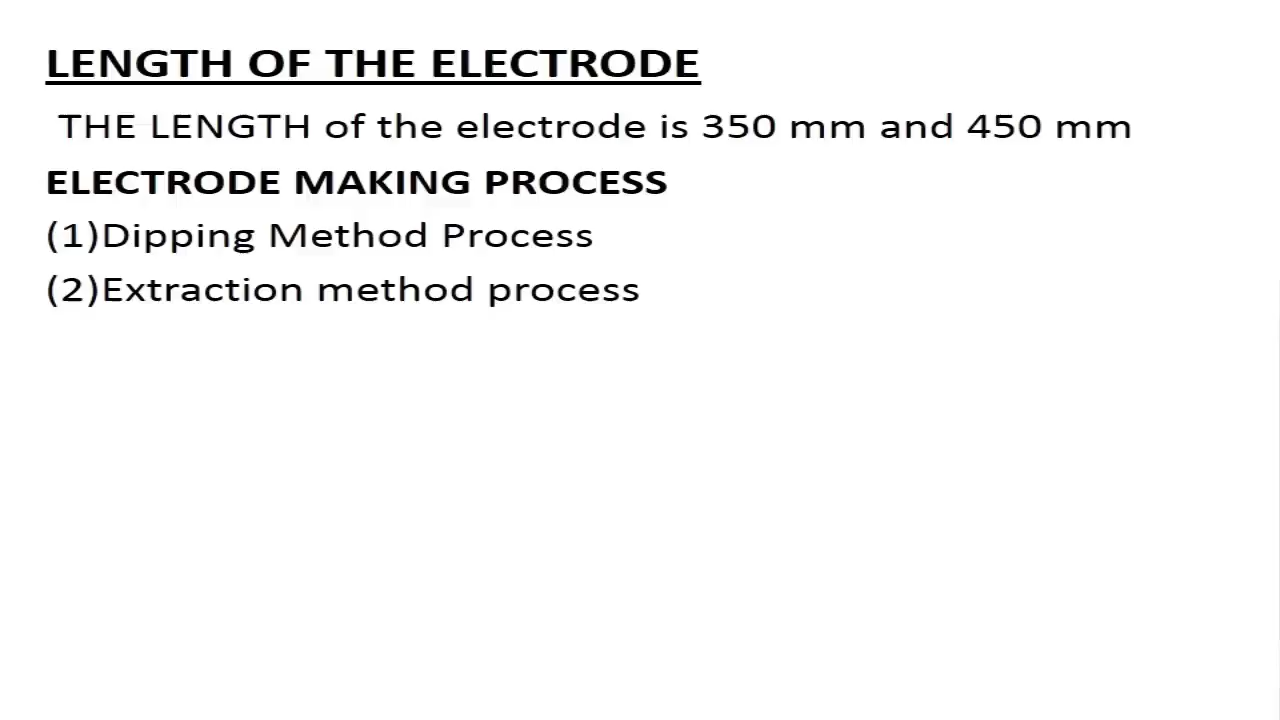 LENGTH OF THE ELECTRODE
THE LENGTH of the electrode is 350 mm and 450 mm
ELECTRODE MAKING PROCESS
(1)Dipping Method Process
(2)Extraction method process